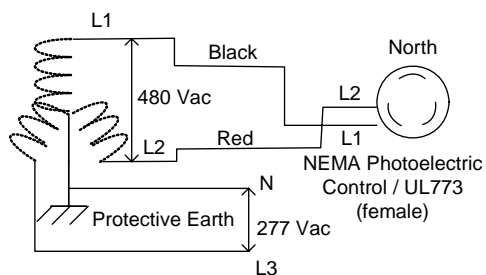 L1
Black
North
480 Vac
L2
L1
Red
L2
NEMA Photoelectric
Control / UL773
(female)
N
Protective Earth
277 Vac
L3